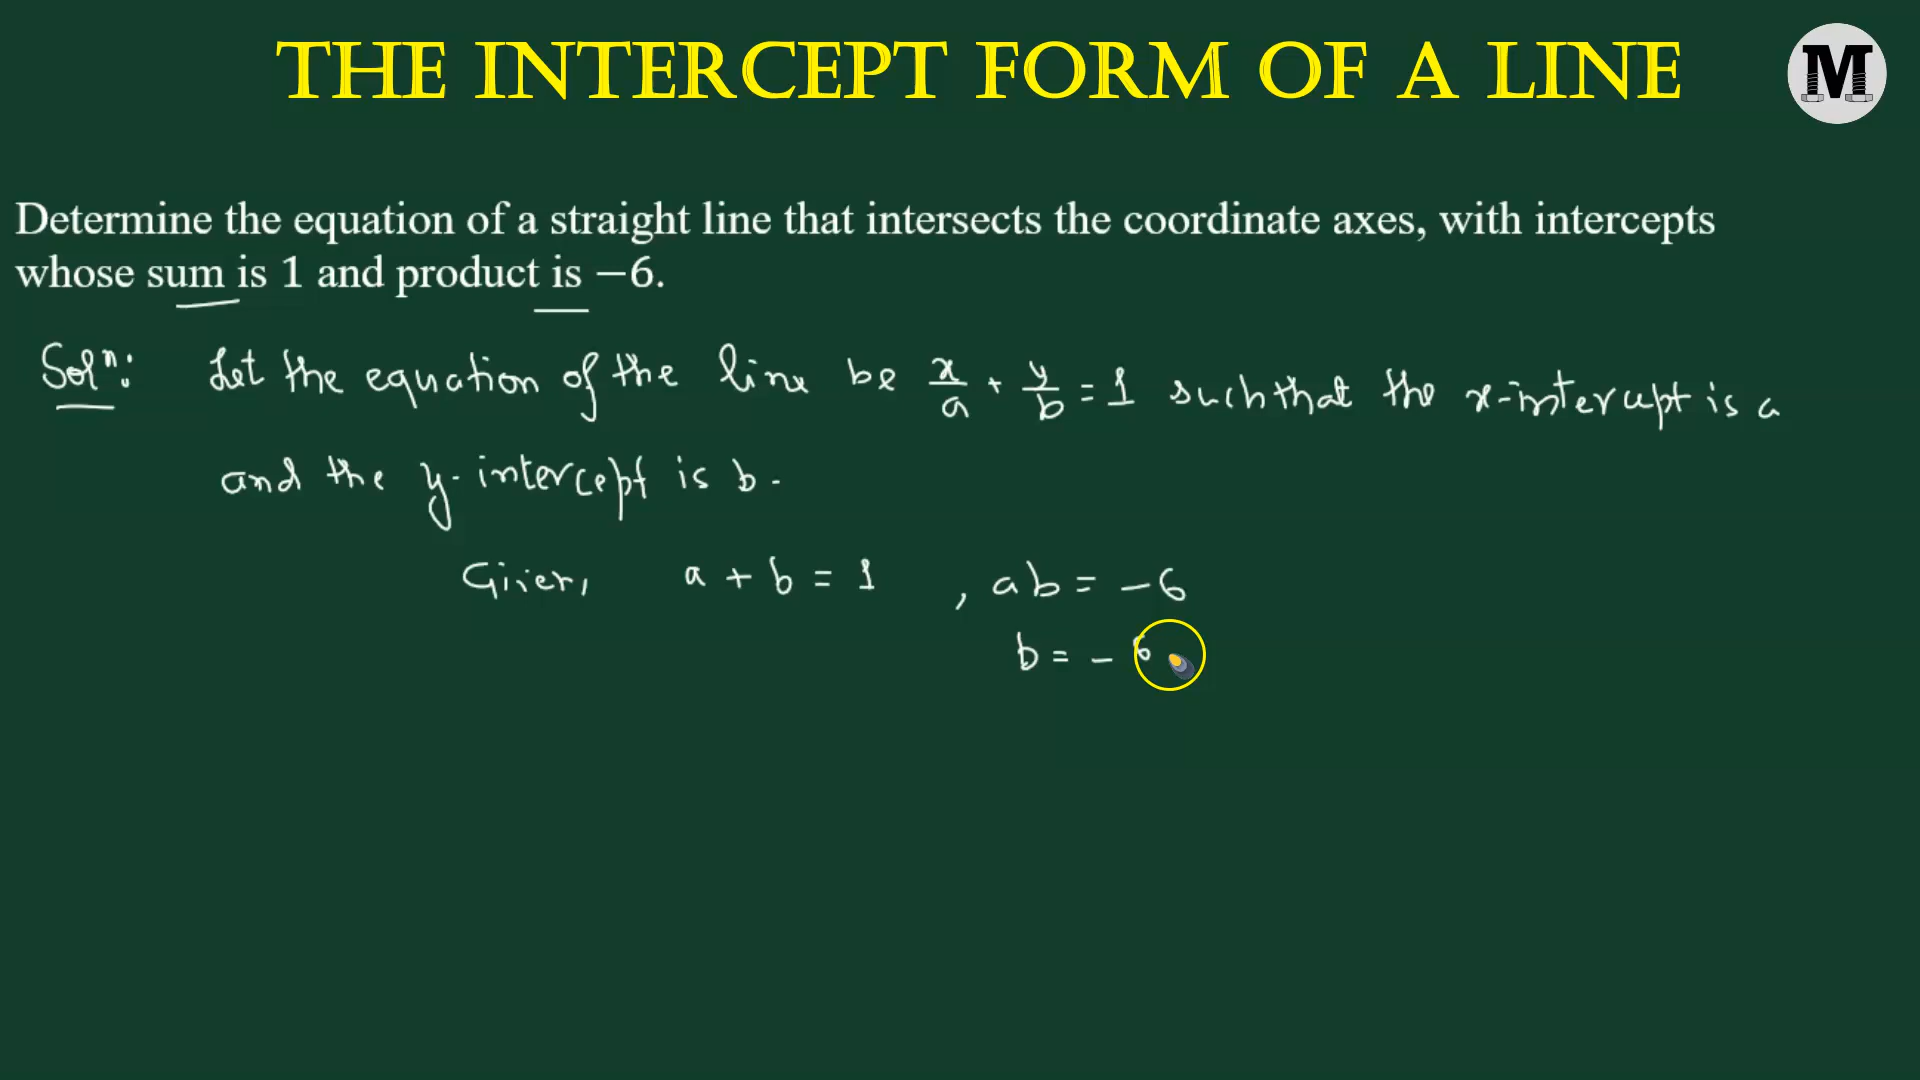 THE INTERCEPT FORM OF A LINE
M
Determine the equation of a straight line that intersects the coordinate axes, with intercepts
whose sum is 1 and product is −6.
Solⁿ: Let the equation of the line be x/a + y/b = 1 such that the x-intercept is a
and the y-intercept is b.
Given, a + b = 1 , ab = -6
b = - 6